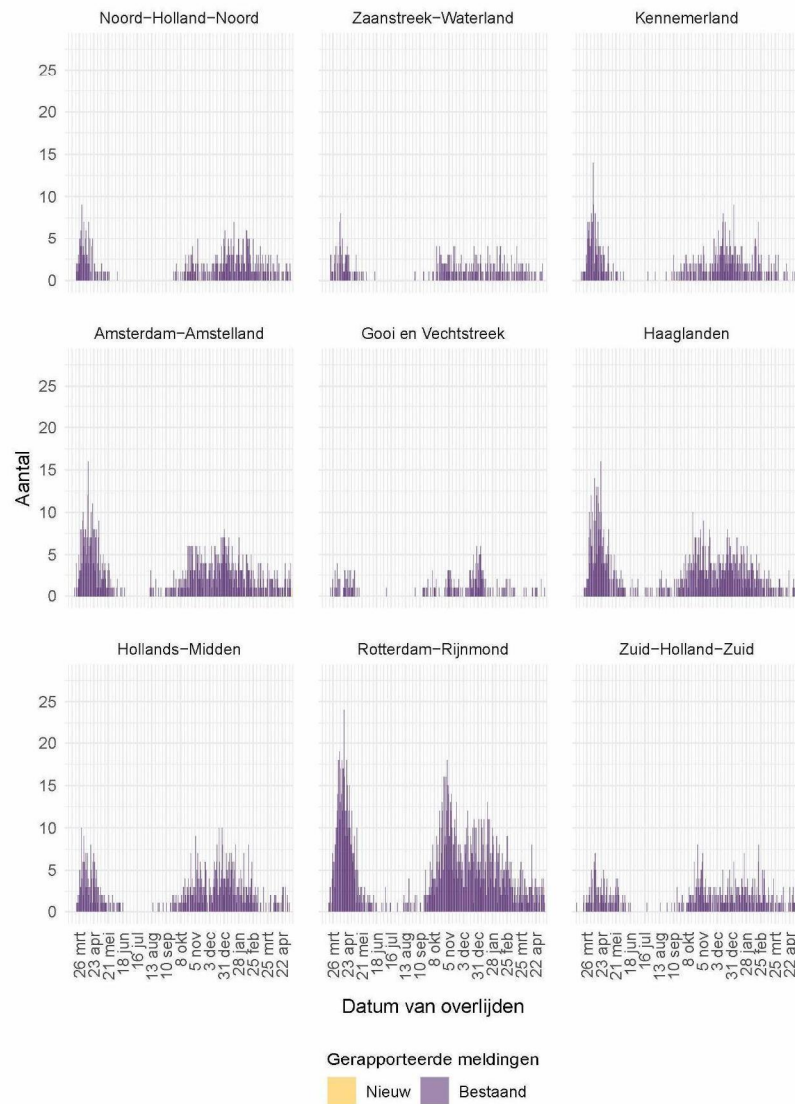 Noord-Holland-Noord Zaanstreek-Waterland Kennemerland
25
20
15
10
5
0
Amsterdam-Amstelland Gooi en Vechtstreek Haaglanden
25
20
15
10
5
0
Aantal
Hollands-Midden Rotterdam-Rijnmond Zuid-Holland-Zuid
25
20
15
10
5
0
26 mrt 23 apr 21 mei 18 jun 16 jul 13 aug 10 sep 8 okt 5 nov 3 dec 31 dec 28 jan 25 feb 25 mrt 22 apr
26 mrt 23 apr 21 mei 18 jun 16 jul 13 aug 10 sep 8 okt 5 nov 3 dec 31 dec 28 jan 25 feb 25 mrt 22 apr
26 mrt 23 apr 21 mei 18 jun 16 jul 13 aug 10 sep 8 okt 5 nov 3 dec 31 dec 28 jan 25 feb 25 mrt 22 apr
Datum van overlijden
Gerapporteerde meldingen
Nieuw Bestaand